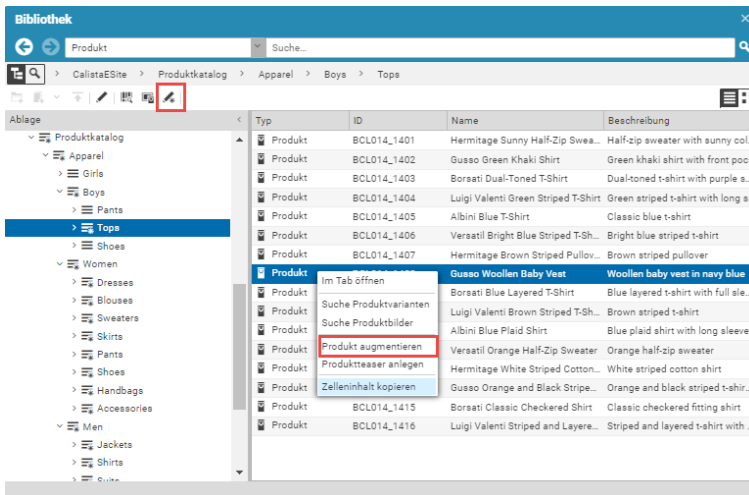 Bibliothek
Produkt Suche...
> CalistaESite > Produktkatalog > Apparel > Boys > Tops
Ablage
Produktkatalog
Apparel
Girls
Boys
Pants
Tops
Shoes
Women
Dresses
Blouses
Sweaters
Skirts
Pants
Shoes
Handbags
Accessories
Men
Jackets
Shirts
Suits
Typ ID Name Beschreibung
Produkt BCL014_1401 Hermitage Sunny Half-Zip Swea... Half-zip sweater with sunny col...
Produkt BCL014_1402 Gusso Green Khaki Shirt Green khaki shirt with front poc
Produkt BCL014_1403 Borsati Dual-Toned T-Shirt Dual-toned t-shirt with purple s...
Produkt BCL014_1404 Luigi Valenti Green Striped T-Shirt Green striped t-shirt with long s
Produkt BCL014_1405 Albini Blue T-Shirt Classic blue t-shirt
Produkt BCL014_1406 Versatil Bright Blue Striped T-Sh... Bright blue striped t-shirt
Produkt BCL014_1407 Hermitage Brown Striped Pullov... Brown striped pullover
Produkt Gusso Woollen Baby Vest Woollen baby vest in navy blue
Produkt Borsati Blue Layered T-Shirt Blue layered t-shirt with full sle...
Produkt Luigi Valenti Brown Striped T-Sh... Brown striped t-shirt
Produkt Albini Blue Plaid Shirt Blue plaid shirt with long sleeve
Produkt Versatil Orange Half-Zip Sweater Orange half-zip sweater
Produkt Hermitage White Striped Cotton... White striped cotton shirt
Produkt Gusso Orange and Black Stripe... Orange and black striped t-shir...
Produkt BCL014_1415 Borsati Classic Checkered Shirt Classic checkered fitting shirt
Produkt BCL014_1416 Luigi Valenti Striped and Layere... Striped and layered t-shirt with
Im Tab öffnen
Suche Produktvarianten
Suche Produktbilder
Produkt augmentieren
Produktteaser anlegen
Zelleninhalt kopieren